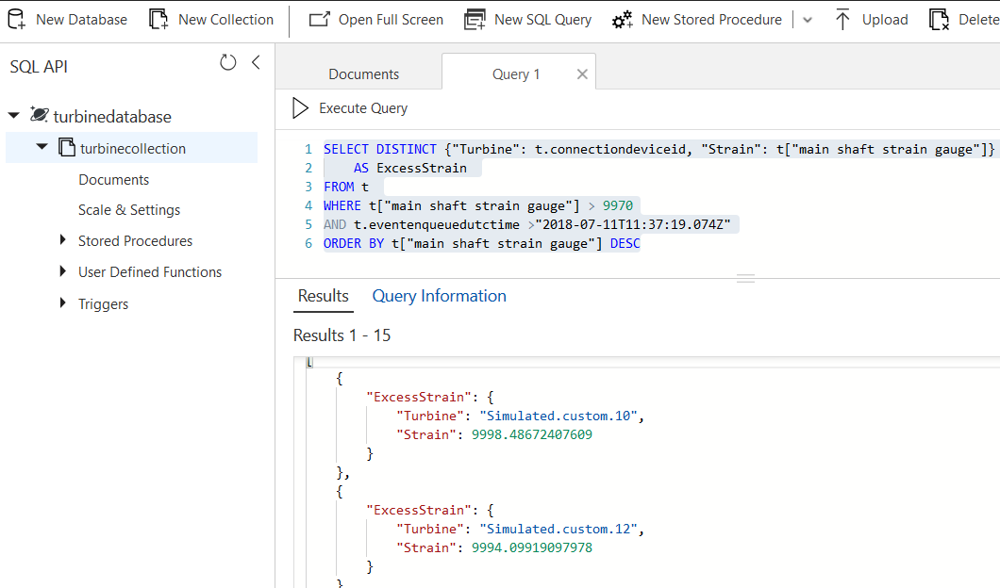 New Database New Collection Open Full Screen New SQL Query New Stored Procedure Upload Delete
SQL API
turbinedatabase
turbinecollection
Documents
Scale & Settings
Stored Procedures
User Defined Functions
Triggers
Documents Query 1
Execute Query
1 SELECT DISTINCT {"Turbine": t.connectiondeviceid, "Strain": t["main shaft strain gauge"]}
2 AS ExcessStrain
3 FROM t
4 WHERE t["main shaft strain gauge"] > 9970
5 AND t.eventenqueuedutctime >"2018-07-11T11:37:19.074Z"
6 ORDER BY t["main shaft strain gauge"] DESC
Results Query Information
Results 1 - 15
[
{
"ExcessStrain": {
"Turbine": "Simulated.custom.10",
"Strain": 9998.48672407609
}
},
{
"ExcessStrain": {
"Turbine": "Simulated.custom.12",
"Strain": 9994.09919097978
}
}